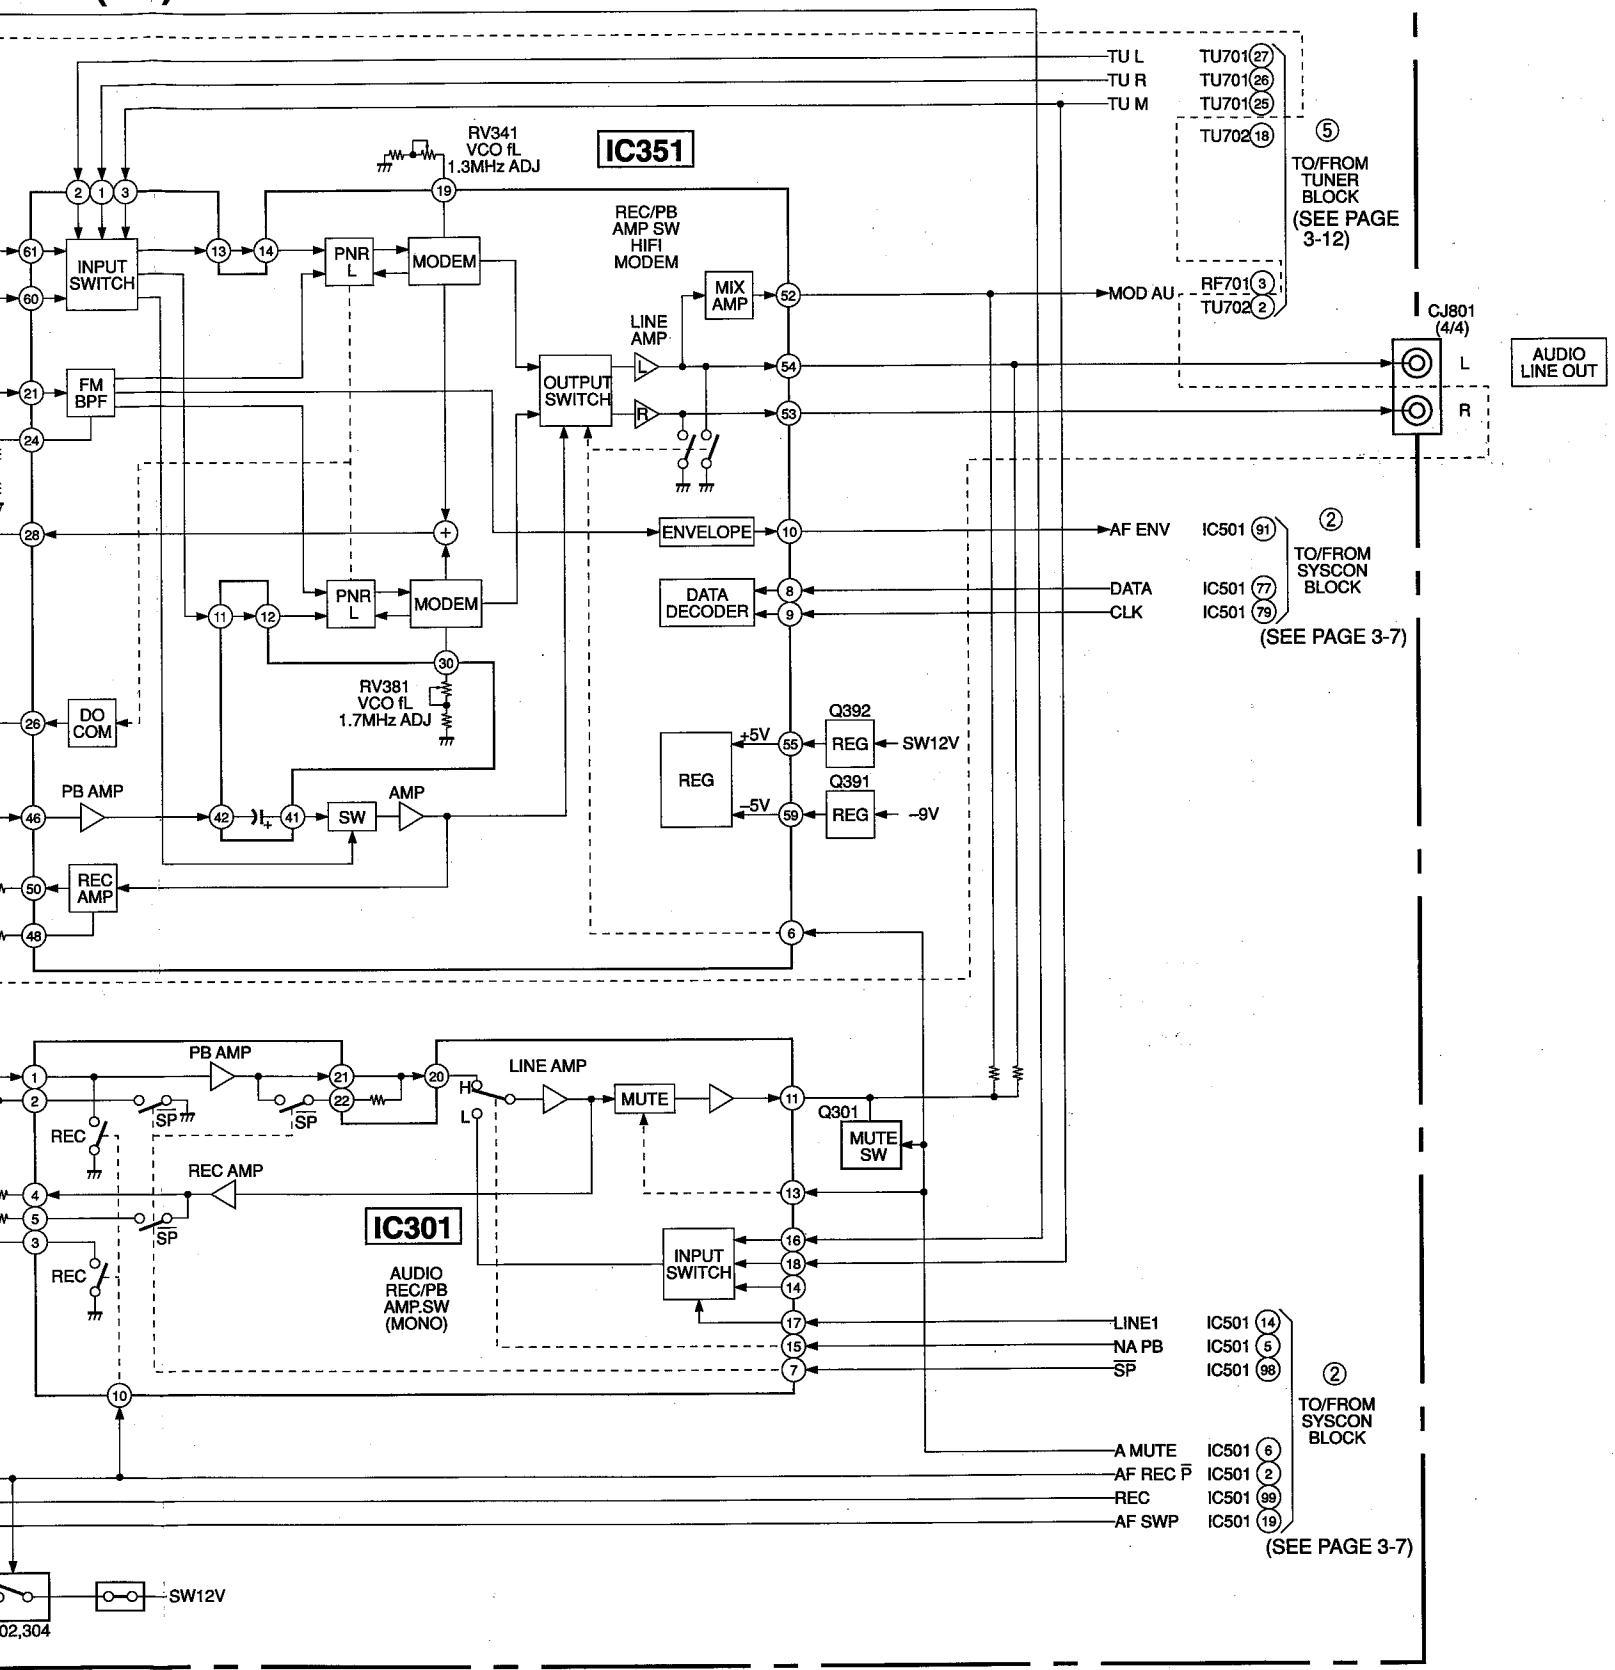 TU L TU701 27
TU R TU701 26
TU M TU701 25
TU702 18
5
TO/FROM
TUNER
BLOCK
(SEE PAGE
3-12)
RV341
VCO fL
1.3MHz ADJ
IC351
2 1 3
19
61
60
INPUT
SWITCH
13
14
PNR
L
MODEM
REC/PB
AMP SW
HIFI
MODEM
MIX
AMP
52
MOD AU
RF701 3
TU702 2
CJ801
(4/4)
LINE
AMP
L
54
L
AUDIO
LINE OUT
21
FM
BPF
OUTPUT
SWITCH
R
53
R
24
28
+
ENVELOPE
10
AF ENV IC501 91
2
TO/FROM
SYSCON
BLOCK
DATA
DECODER
8
DATA IC501 77
9
CLK IC501 79
(SEE PAGE 3-7)
PNR
L
MODEM
11
12
30
RV381
VCO fL
1.7MHz ADJ
26
DO
COM
REG
+5V
55
Q392
REG
SW12V
-5V
59
Q391
REG
-9V
46
PB AMP
42
+
41
SW
AMP
50
REC
AMP
48
6
1
2
PB AMP
SP
SP
21
22
20
H
L
LINE AMP
MUTE
11
Q301
MUTE
SW
REC
4
5
3
REC AMP
SP
REC
IC301
AUDIO
REC/PB
AMP.SW
(MONO)
13
INPUT
SWITCH
16
18
14
17
LINE1 IC501 14
15
NA PB IC501 5
7
SP IC501 98
10
2
TO/FROM
SYSCON
BLOCK
A MUTE IC501 6
AF REC P IC501 2
REC IC501 99
AF SWP IC501 19
(SEE PAGE 3-7)
SW12V
02,304